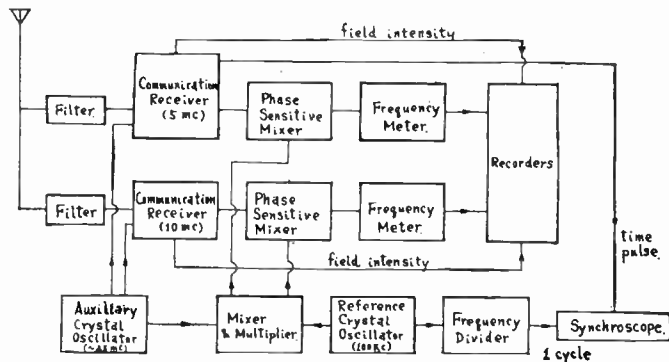 field intensity
Communication
Receiver
(5 mc)
Filter.
Phase
Sensitive
Mixer
Frequency
Meter.
Recorders
Filter
Communication
Receiver
(10 mc)
Phase
Sensitive
Mixer
Frequency
Meter.
field intensity
time
pulse.
Auxillary
Crystal
Oscillator
Mixer
& Multiplier.
Reference
Crystal
Oscillator
(100KC)
Frequency
Divider
Synchroscope.
1 cycle